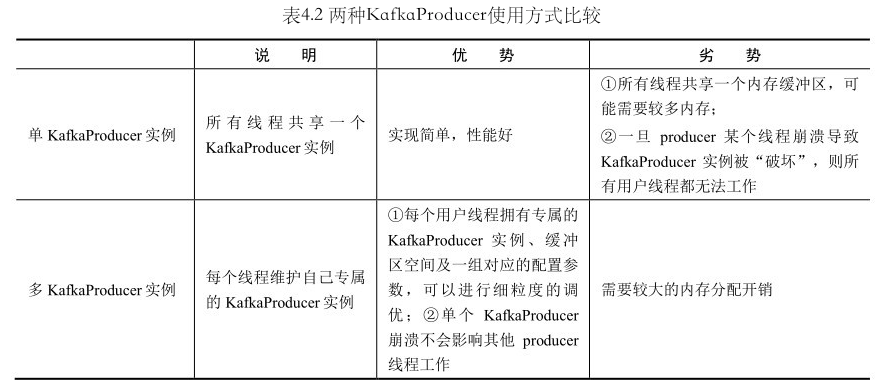 表4.2 两种KafkaProducer使用方式比较
说 明
优 势
劣 势
单 KafkaProducer 实例
所有线程共享一个
KafkaProducer 实例
实现简单，性能好
①所有线程共享一个内存缓冲区，可
能需要较多内存；
②一旦 producer 某个线程崩溃导致
KafkaProducer 实例被“破坏”，则所
有用户线程都无法工作
多 KafkaProducer 实例
每个线程维护自己专属
的 KafkaProducer 实例
①每个用户线程拥有专属的
KafkaProducer 实例、缓冲
区空间及一组对应的配置参
数，可以进行细粒度的调
优；②单个 KafkaProducer
崩溃不会影响其他 producer
线程工作
需要较大的内存分配开销